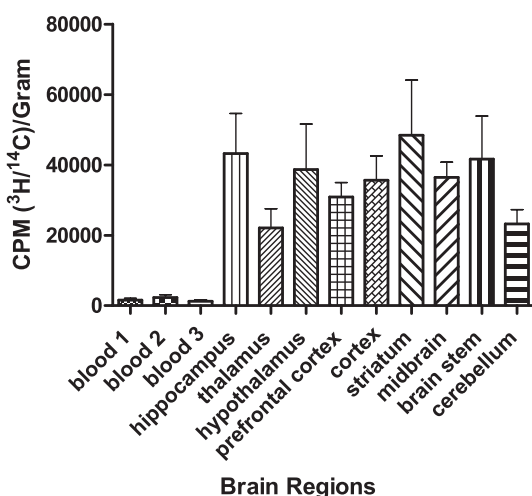 80000
60000
40000
20000
0
CPM (³H/¹⁴C)/Gram
blood 1
blood 2
blood 3
hippocampus
thalamus
hypothalamus
prefrontal cortex
cortex
striatum
midbrain
brain stem
cerebellum
Brain Regions